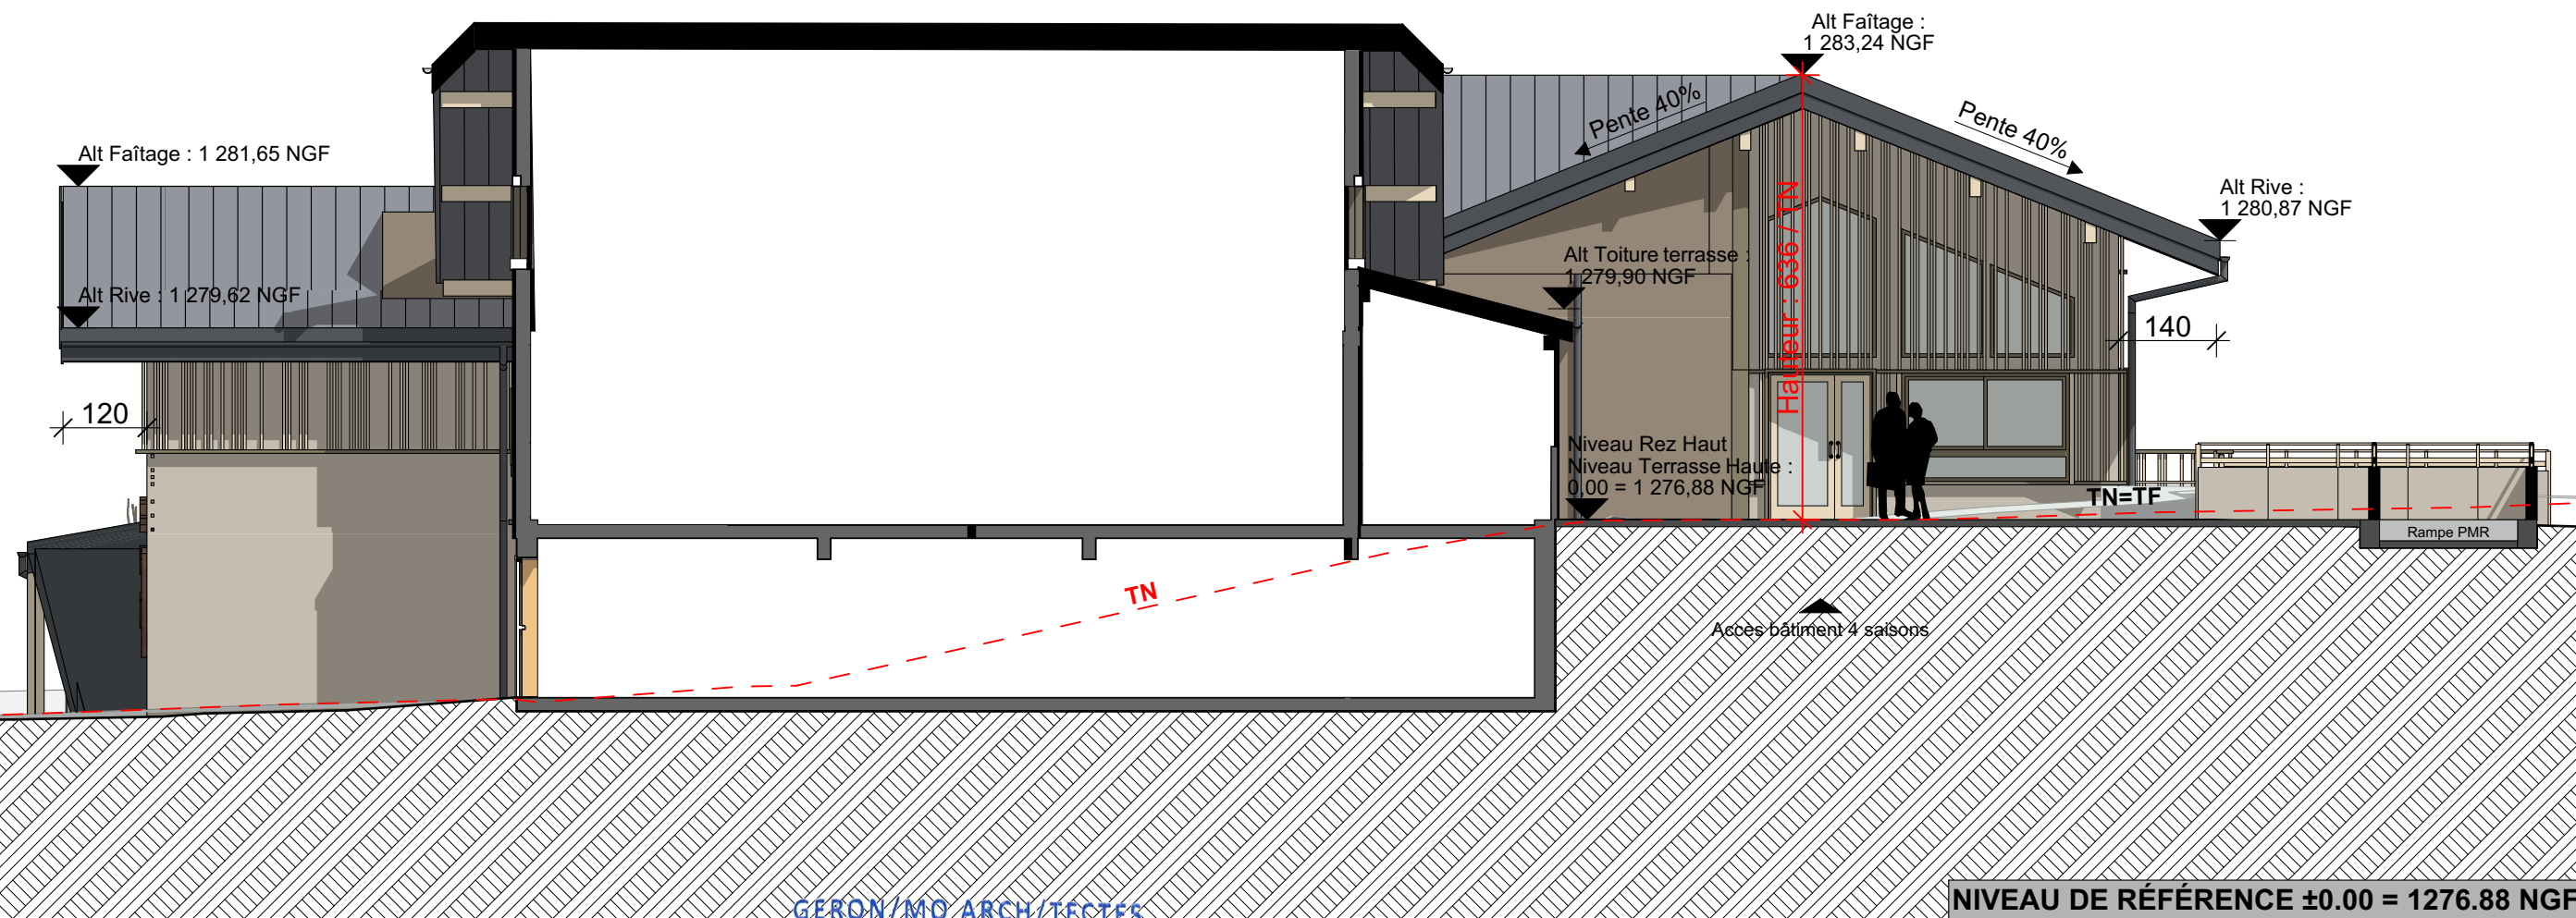 Alt Faîtage :
1 283,24 NGF
Pente 40%
Pente 40%
Alt Faîtage : 1 281,65 NGF
Alt Rive :
1 280,87 NGF
Hauteur : 636 / TN
Alt Toiture terrasse :
1 279,90 NGF
Alt Rive : 1 279,62 NGF
140
120
Niveau Rez Haut
Niveau Terrasse Haute :
0,00 = 1 276,88 NGF
TN=TF
Rampe PMR
TN
Accès bâtiment 4 saisons
NIVEAU DE RÉFÉRENCE ±0.00 = 1276.88 NGF
GERON/MO ARCH/TECTES